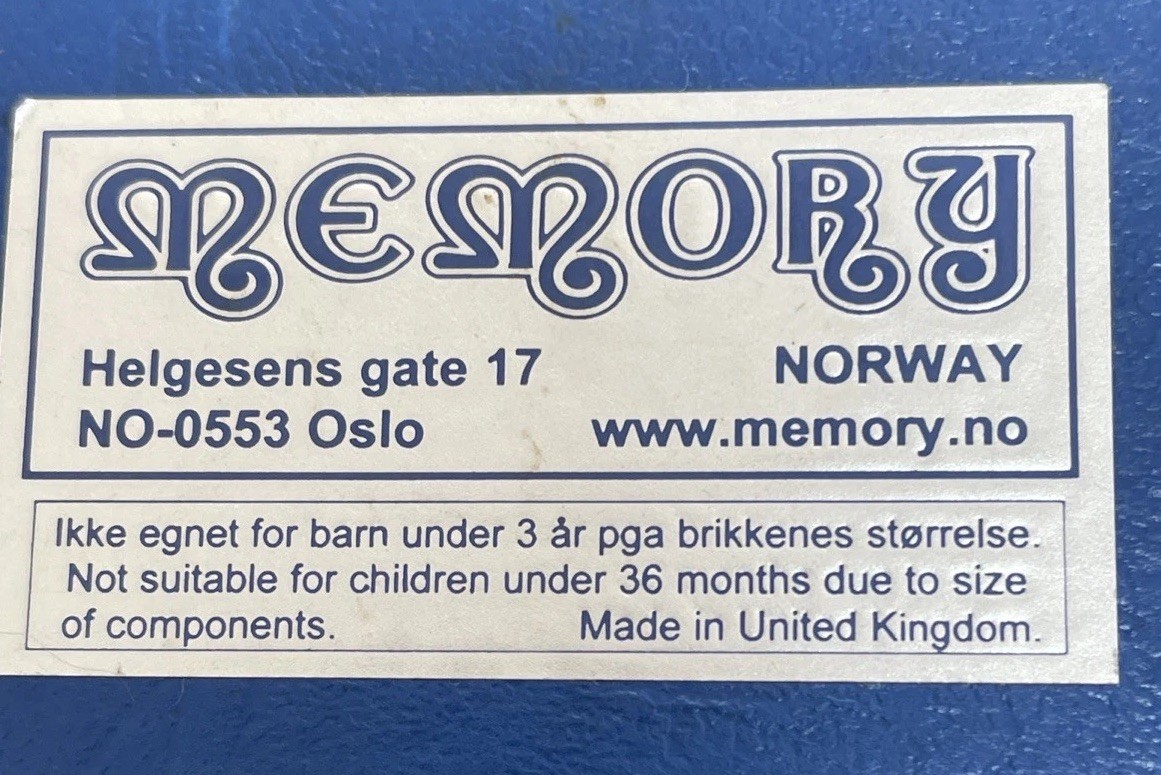 MEMORY
Helgesens gate 17
NORWAY
NO-0553 Oslo
www.memory.no
Ikke egnet for barn under 3 år pga brikkenes størrelse.
Not suitable for children under 36 months due to size
of components.
Made in United Kingdom.